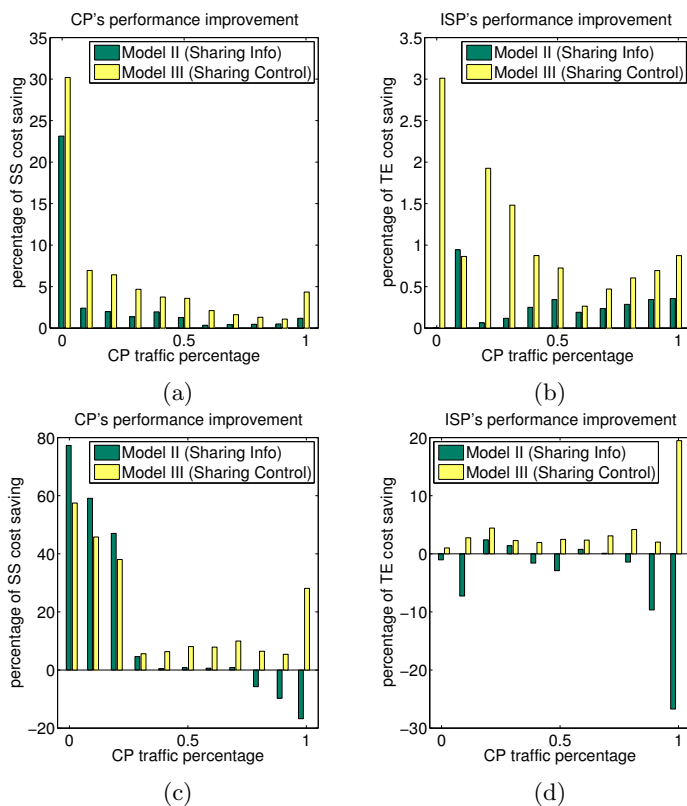 CP's performance improvement
Model II (Sharing Info)
Model III (Sharing Control)
percentage of SS cost saving
35
30
25
20
15
10
5
0
0 0.5 1
CP traffic percentage
(a)
ISP's performance improvement
Model II (Sharing Info)
Model III (Sharing Control)
percentage of TE cost saving
3.5
3
2.5
2
1.5
1
0.5
0
0 0.5 1
CP traffic percentage
(b)
CP's performance improvement
Model II (Sharing Info)
Model III (Sharing Control)
percentage of SS cost saving
80
60
40
20
0
−20
0 0.5 1
CP traffic percentage
(c)
ISP's performance improvement
Model II (Sharing Info)
Model III (Sharing Control)
percentage of TE cost saving
20
10
0
−10
−20
−30
0 0.5 1
CP traffic percentage
(d)